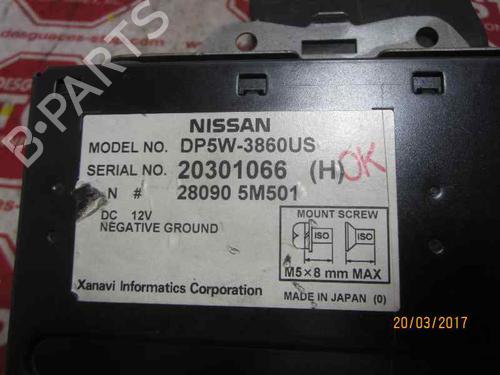 NISSAN
MODEL NO. DP5W-3860US
SERIAL NO. 20301066 (H) OK
N # 28090 5M501
DC 12V
NEGATIVE GROUND
MOUNT SCREW
ISO ISO
M5×8 mm MAX
Xanavi Informatics Corporation
MADE IN JAPAN (0)
B-PARTS
20/03/2017